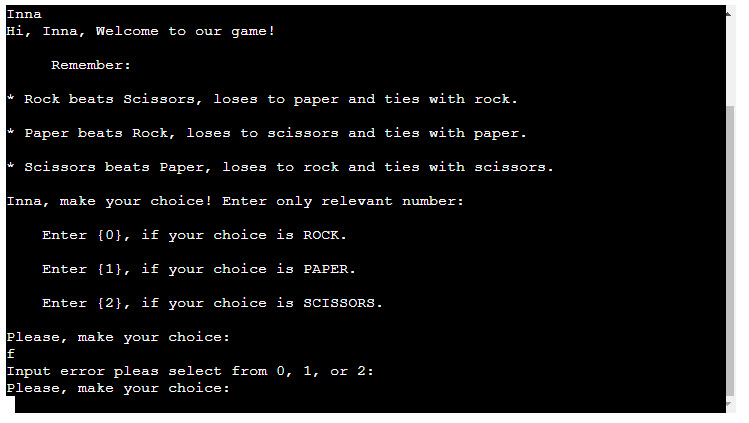 Inna
Hi, Inna, Welcome to our game!
Remember:
* Rock beats Scissors, loses to paper and ties with rock.
* Paper beats Rock, loses to scissors and ties with paper.
* Scissors beats Paper, loses to rock and ties with scissors.
Inna, make your choice! Enter only relevant number:
Enter {0}, if your choice is ROCK.
Enter {1}, if your choice is PAPER.
Enter {2}, if your choice is SCISSORS.
Please, make your choice:
f
Input error pleas select from 0, 1, or 2:
Please, make your choice: